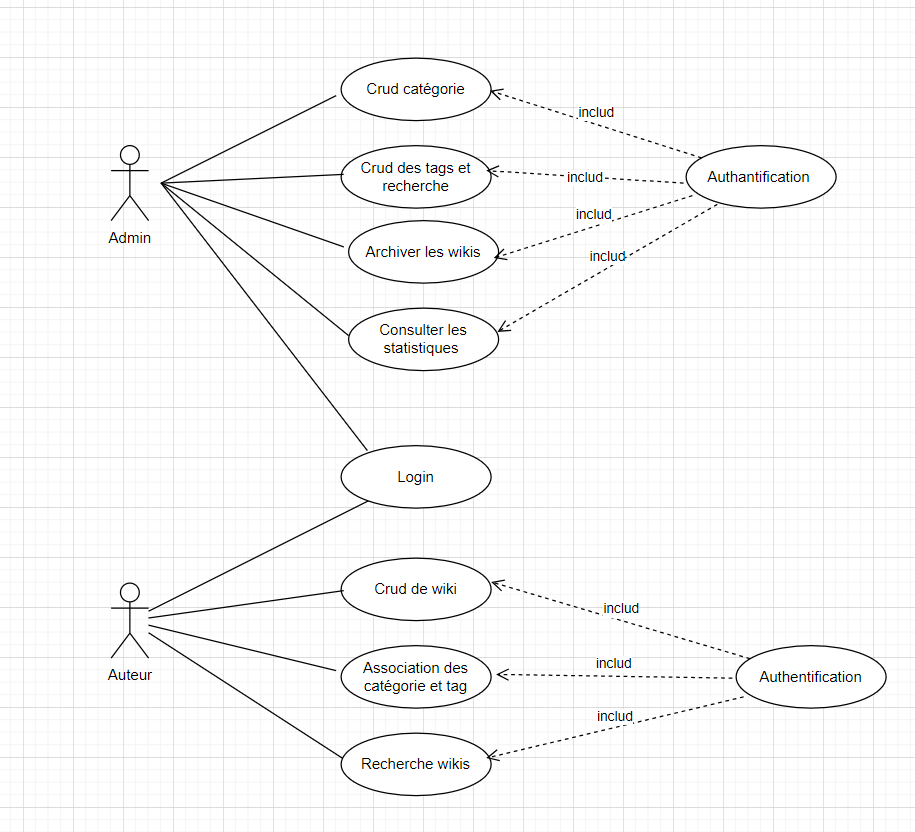 Crud catégorie
includ
Crud des tags et
recherche
includ
Authantification
includ
Admin
Archiver les wikis
includ
Consulter les
statistiques
Login
Crud de wiki
includ
Auteur
Association des
catégorie et tag
includ
Authentification
includ
Recherche wikis